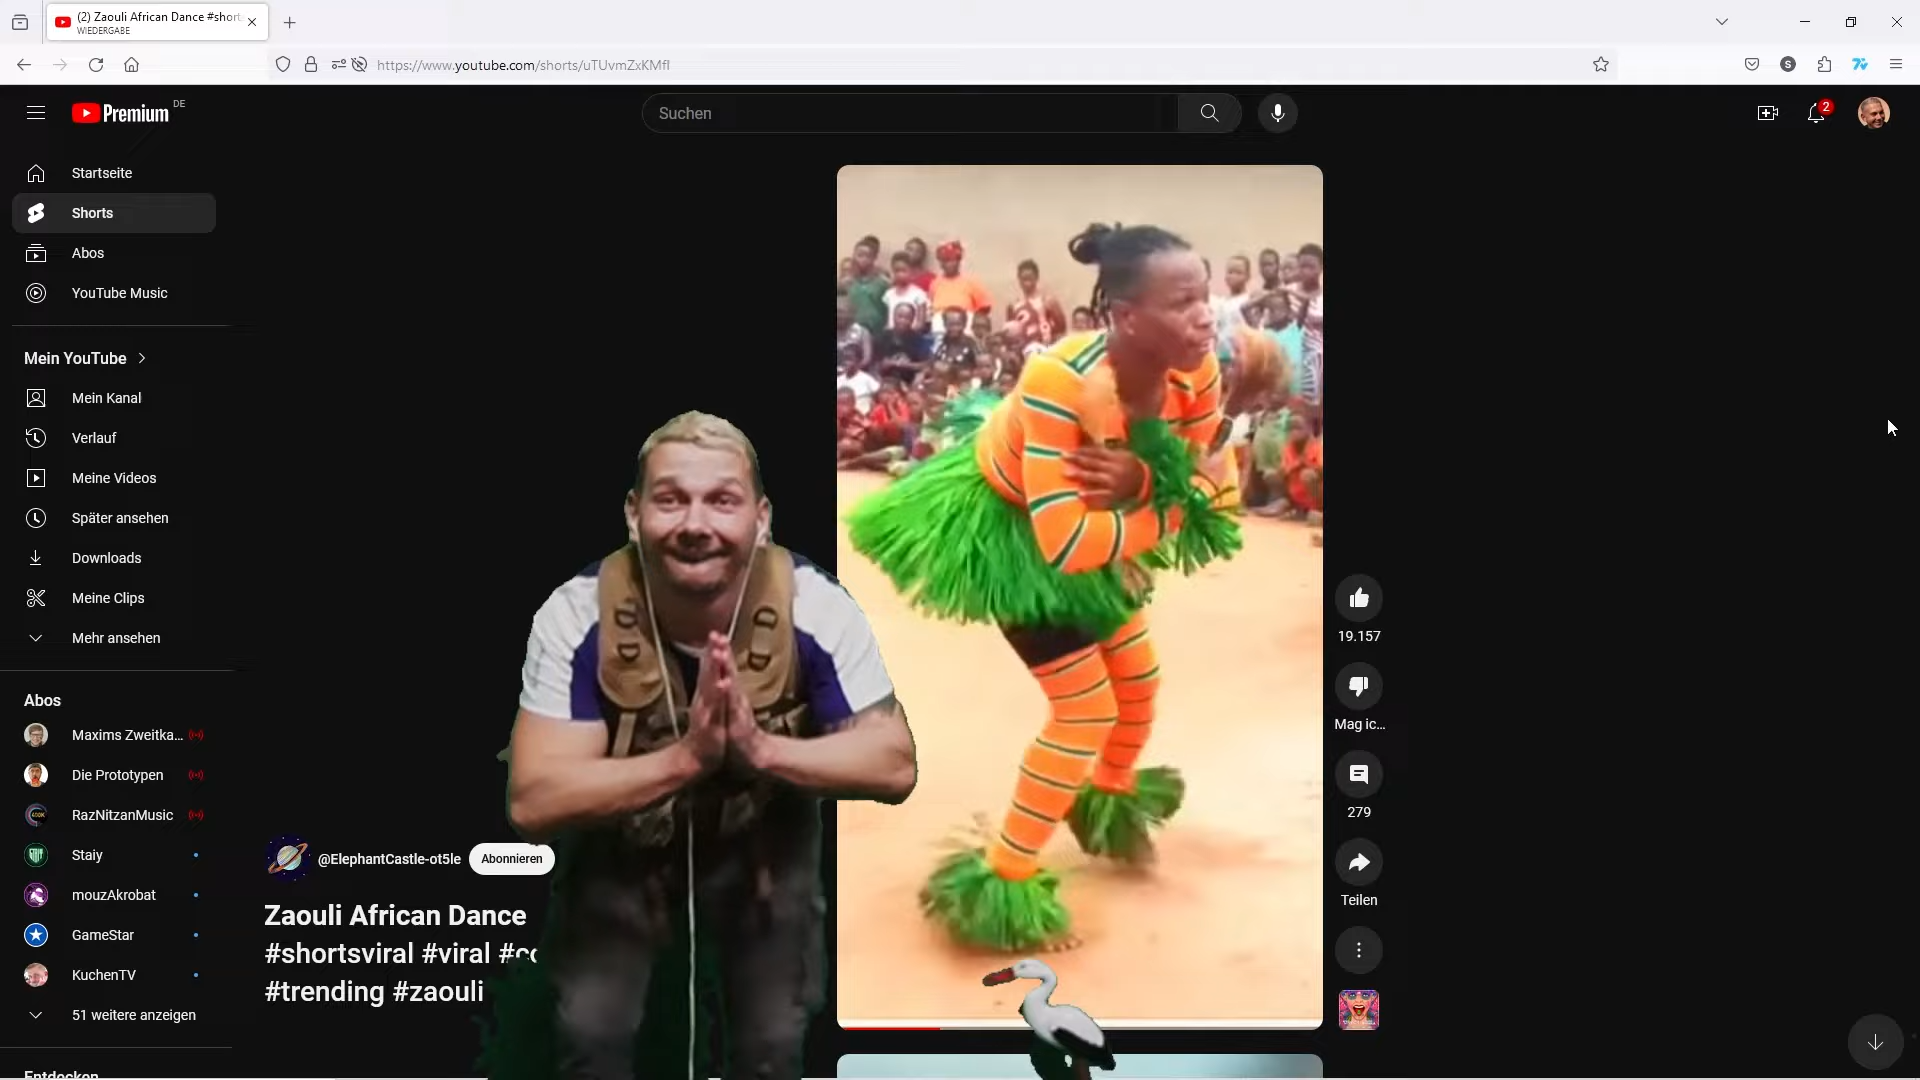 (2) Zaouli African Dance #short
WIEDERGABE
https://www.youtube.com/shorts/uTUvmZxKMfI
Premium
DE
Suchen
2
Startseite
Shorts
Abos
YouTube Music
Mein YouTube
Mein Kanal
Verlauf
Meine Videos
Später ansehen
Downloads
Meine Clips
Mehr ansehen
Abos
Maxims Zweitka...
Die Prototypen
RazNitzanMusic
Staiy
mouzAkrobat
GameStar
KuchenTV
51 weitere anzeigen
Entdecken
@ElephantCastle-ot5le
Abonnieren
Zaouli African Dance
#shortsviral #viral #co
#trending #zaouli
19.157
Mag ic...
279
Teilen